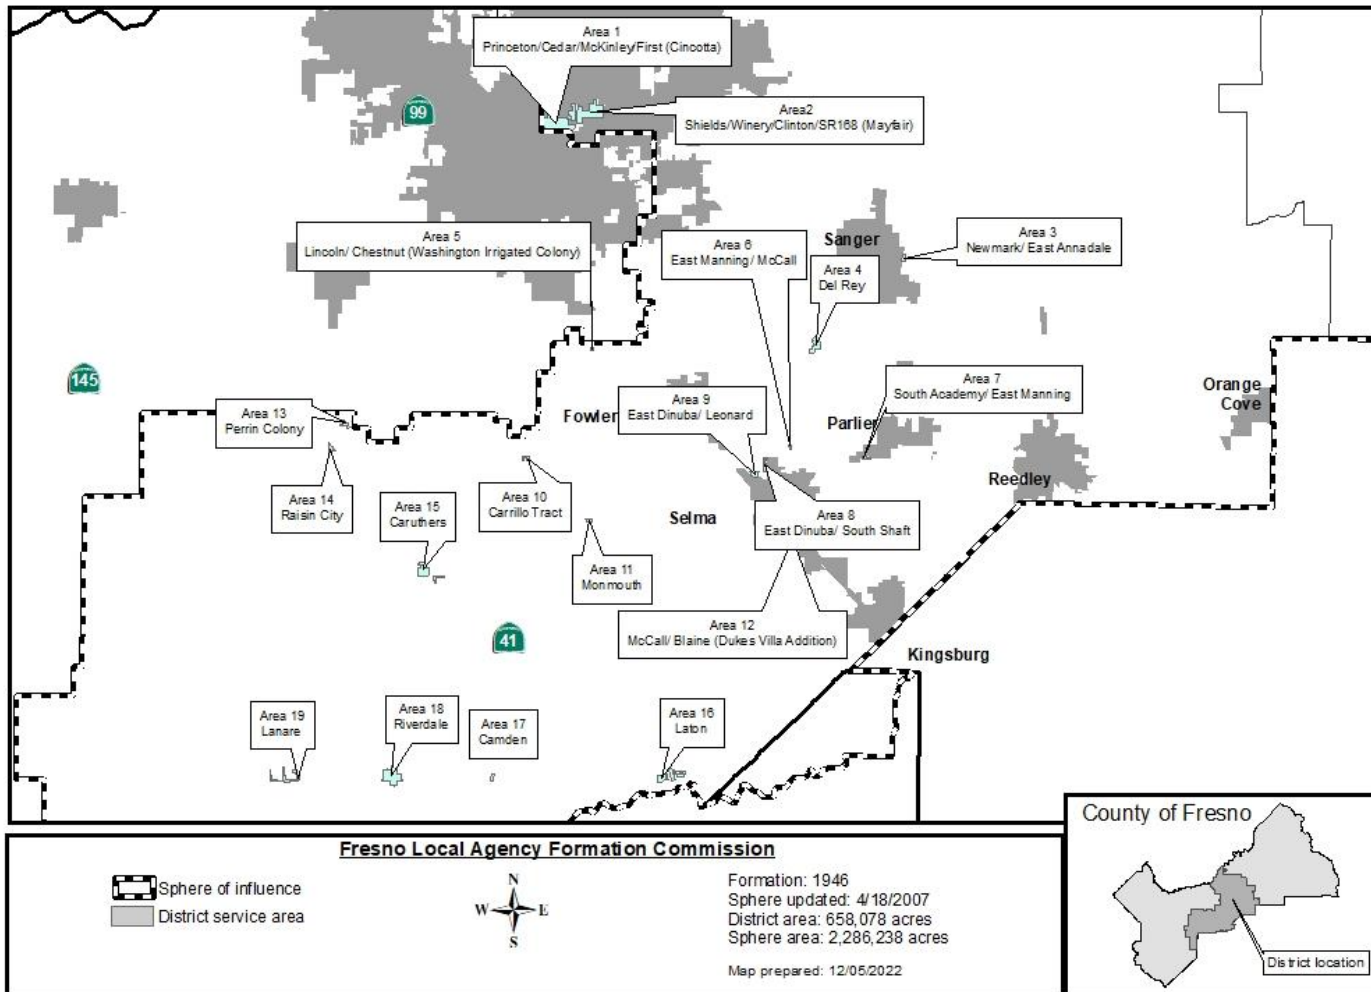 Area 1
Princeton/Cedar/McKinley/First (Cincotta)
99
Area2
Shields/Winery/Clinton/SR168 (Mayfair)
Area 5
Lincoln/ Chestnut (Washington Irrigated Colony)
Area 6
East Manning/ McCall
Sanger
Area 3
Newmark/ East Annadale
Area 4
Del Rey
145
Area 13
Perrin Colony
Fowler
Area 9
East Dinuba/ Leonard
Parlier
Area 7
South Academy/ East Manning
Orange
Cove
Area 14
Raisin City
Area 15
Caruthers
Area 10
Carrillo Tract
Selma
Area 8
East Dinuba/ South Shaft
Reedley
Area 11
Monmouth
41
Area 12
McCall/ Blaine (Dukes Villa Addition)
Kingsburg
Area 19
Lanare
Area 18
Riverdale
Area 17
Camden
Area 16
Laton
Fresno Local Agency Formation Commission
Sphere of influence
District service area
N
W
E
S
Formation: 1946
Sphere updated: 4/18/2007
District area: 658,078 acres
Sphere area: 2,286,238 acres
Map prepared: 12/05/2022
County of Fresno
District location